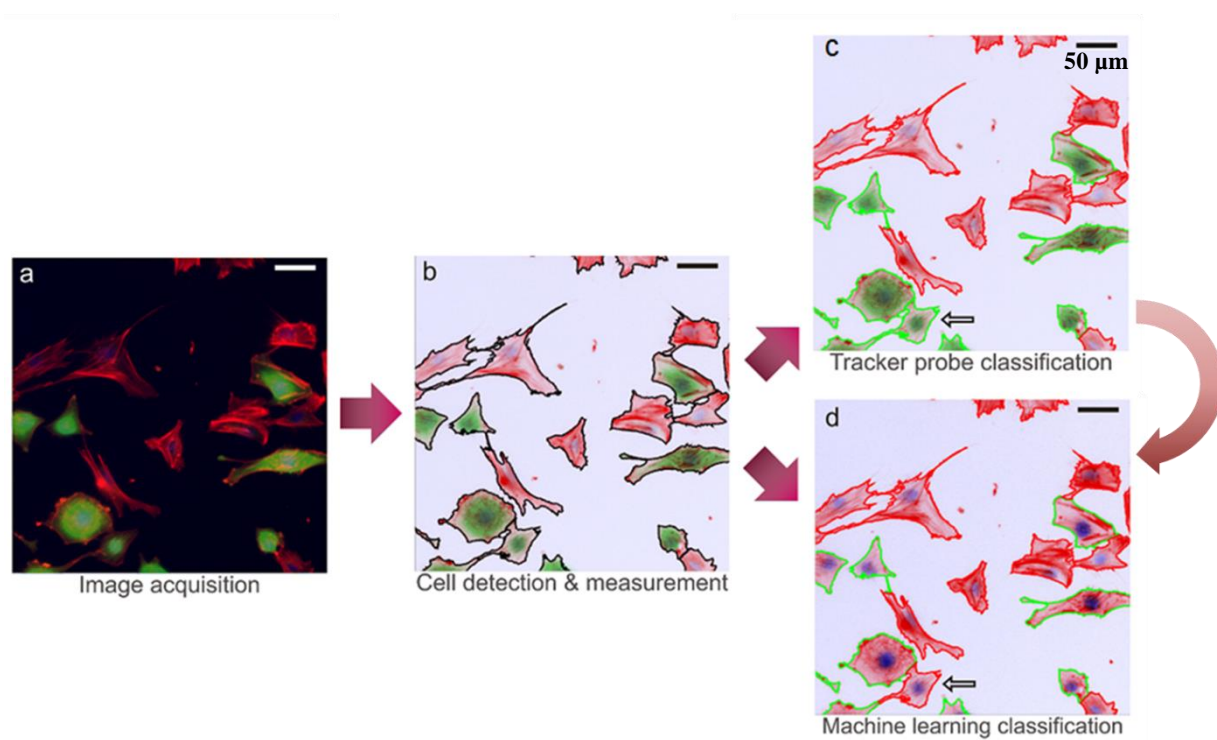 a
Image acquisition
b
Cell detection & measurement
c
50 µm
Tracker probe classification
d
Machine learning classification